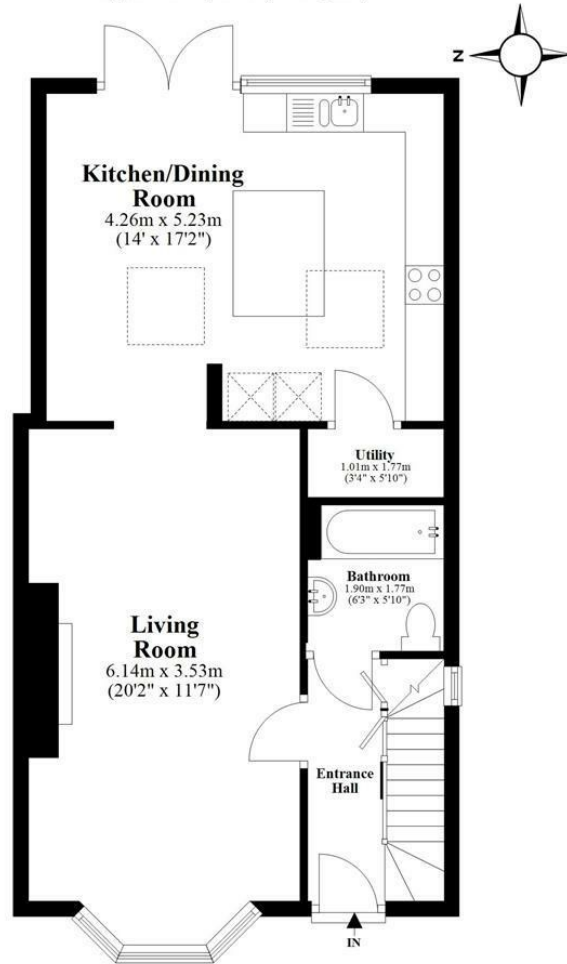 Z
Kitchen/Dining
Room
4.26m x 5.23m
(14' x 17'2")
Utility
1.01m x 1.77m
(3'4" x 5'10")
Bathroom
1.90m x 1.77m
(6'3" x 5'10")
Living
Room
6.14m x 3.53m
(20'2" x 11'7")
Entrance
Hall
IN